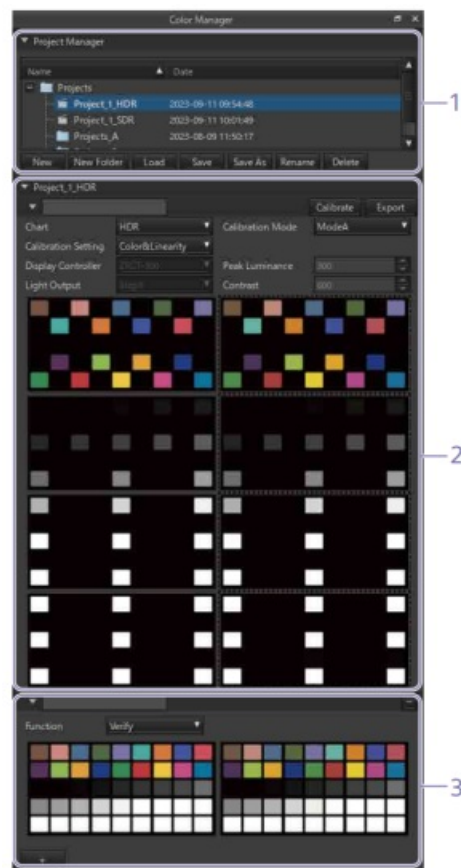 Color Manager
Project Manager
Name Date
Projects
Project_1_HDR 2023-09-11 09:54:48
Project_1_SDR 2023-09-11 10:01:49
Projects_A 2023-08-09 11:50:17
New New Folder Load Save Save As Rename Delete
1
Project_1_HDR
Calibrate Export
Chart HDR Calibration Mode ModeA
Calibration Setting Color&Linearity
Display Controller Peak Luminance
Light Output Contrast
2
Function Verify
3